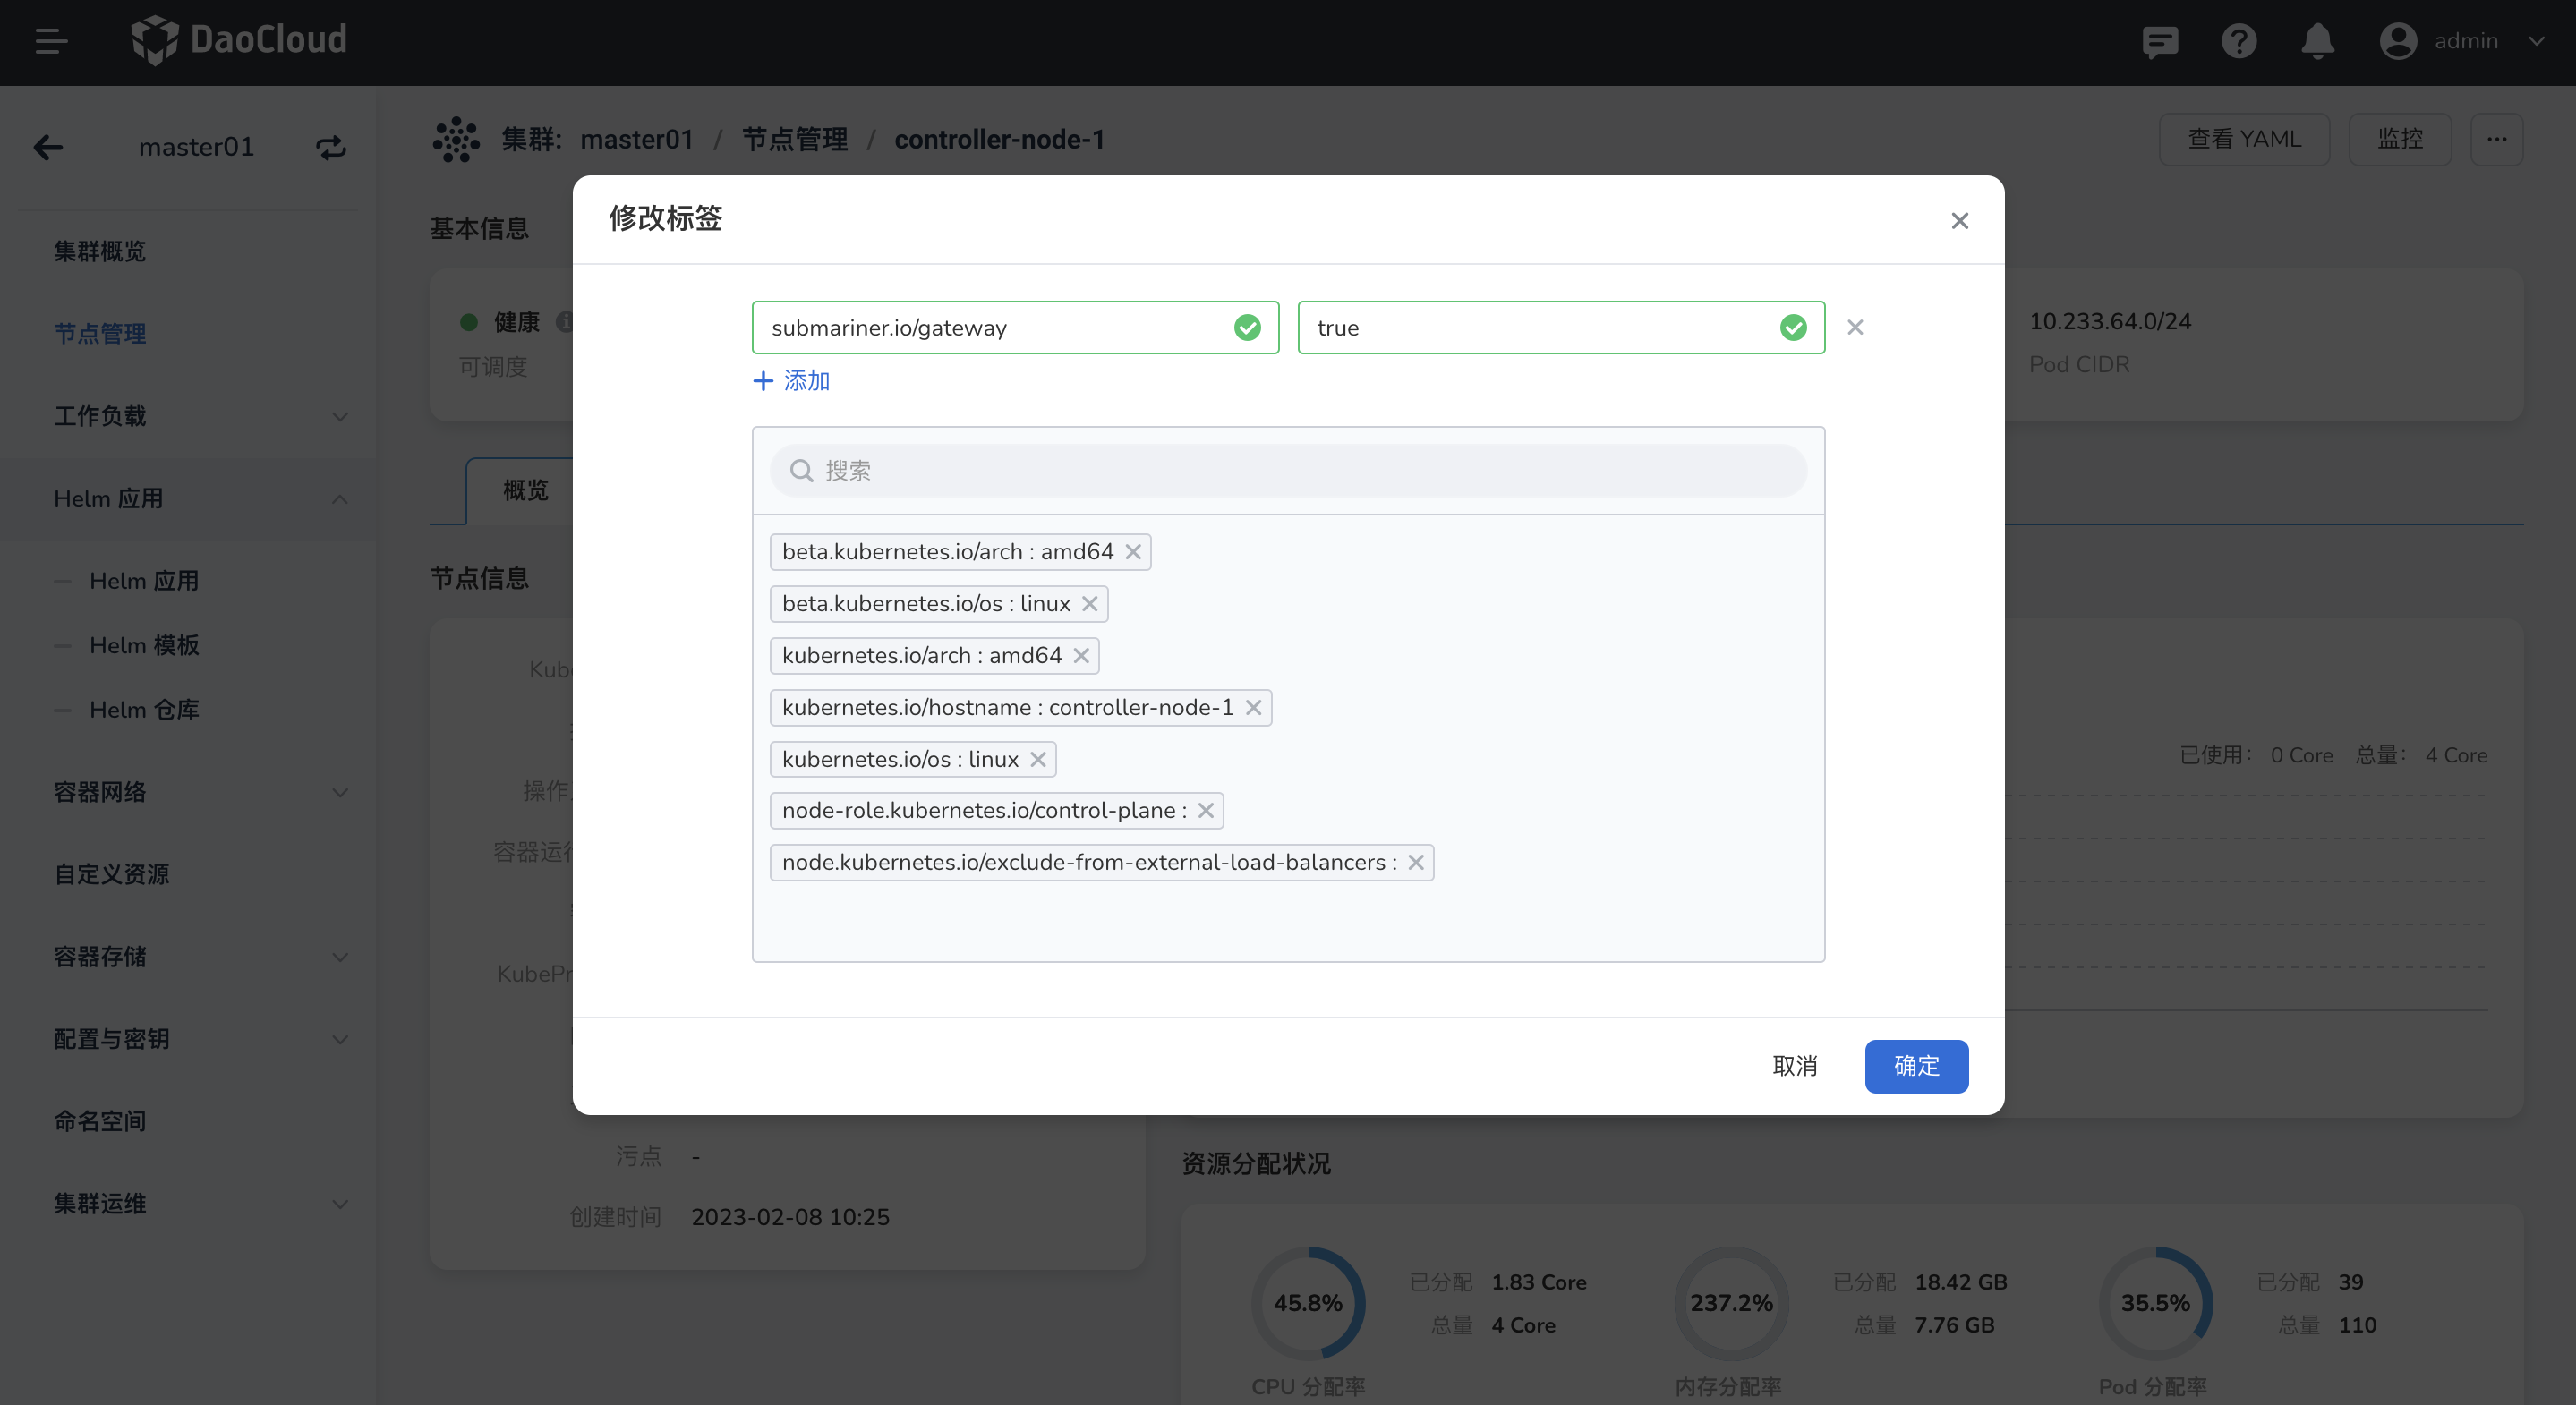 DaoCloud
admin
master01
集群: master01 / 节点管理 / controller-node-1
查看 YAML
监控
集群概览
节点管理
工作负载
Helm 应用
Helm 应用
Helm 模板
Helm 仓库
容器网络
自定义资源
容器存储
配置与密钥
命名空间
集群运维
基本信息
健康
可调度
10.233.64.0/24
Pod CIDR
概览
节点信息
修改标签
submariner.io/gateway
true
添加
搜索
beta.kubernetes.io/arch : amd64
beta.kubernetes.io/os : linux
kubernetes.io/arch : amd64
kubernetes.io/hostname : controller-node-1
kubernetes.io/os : linux
node-role.kubernetes.io/control-plane :
node.kubernetes.io/exclude-from-external-load-balancers :
取消
确定
已使用: 0 Core 总量: 4 Core
污点 -
创建时间 2023-02-08 10:25
资源分配状况
45.8%
已分配 1.83 Core
总量 4 Core
CPU 分配率
237.2%
已分配 18.42 GB
总量 7.76 GB
内存分配率
35.5%
已分配 39
总量 110
Pod 分配率